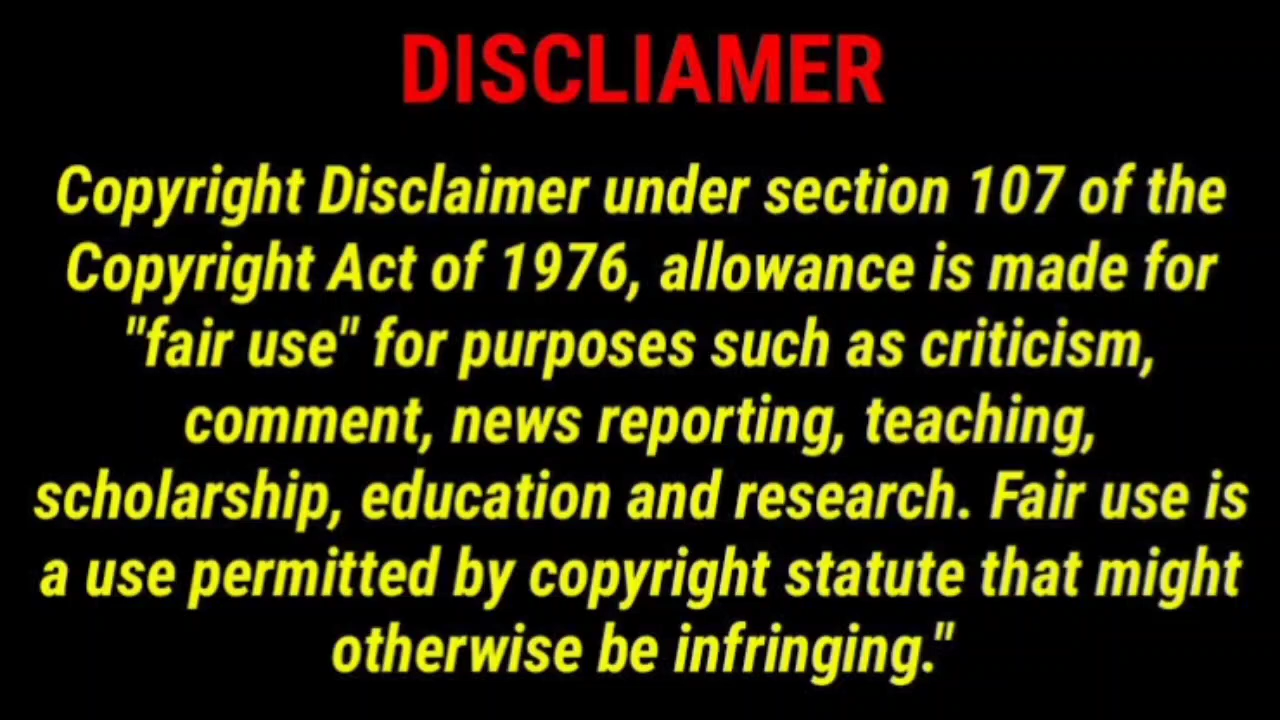 DISCLIAMER
Copyright Disclaimer under section 107 of the
Copyright Act of 1976, allowance is made for
"fair use" for purposes such as criticism,
comment, news reporting, teaching,
scholarship, education and research. Fair use is
a use permitted by copyright statute that might
otherwise be infringing."